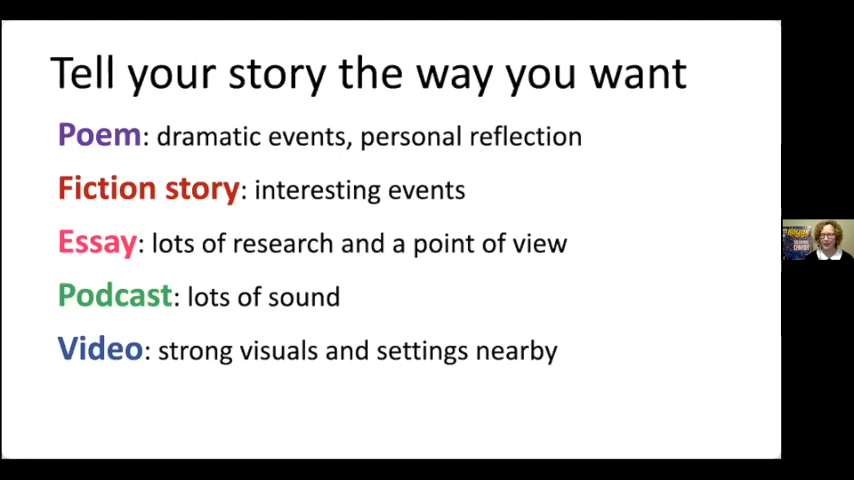 Tell your story the way you want
Poem: dramatic events, personal reflection
Fiction story: interesting events
Essay: lots of research and a point of view
Podcast: lots of sound
Video: strong visuals and settings nearby